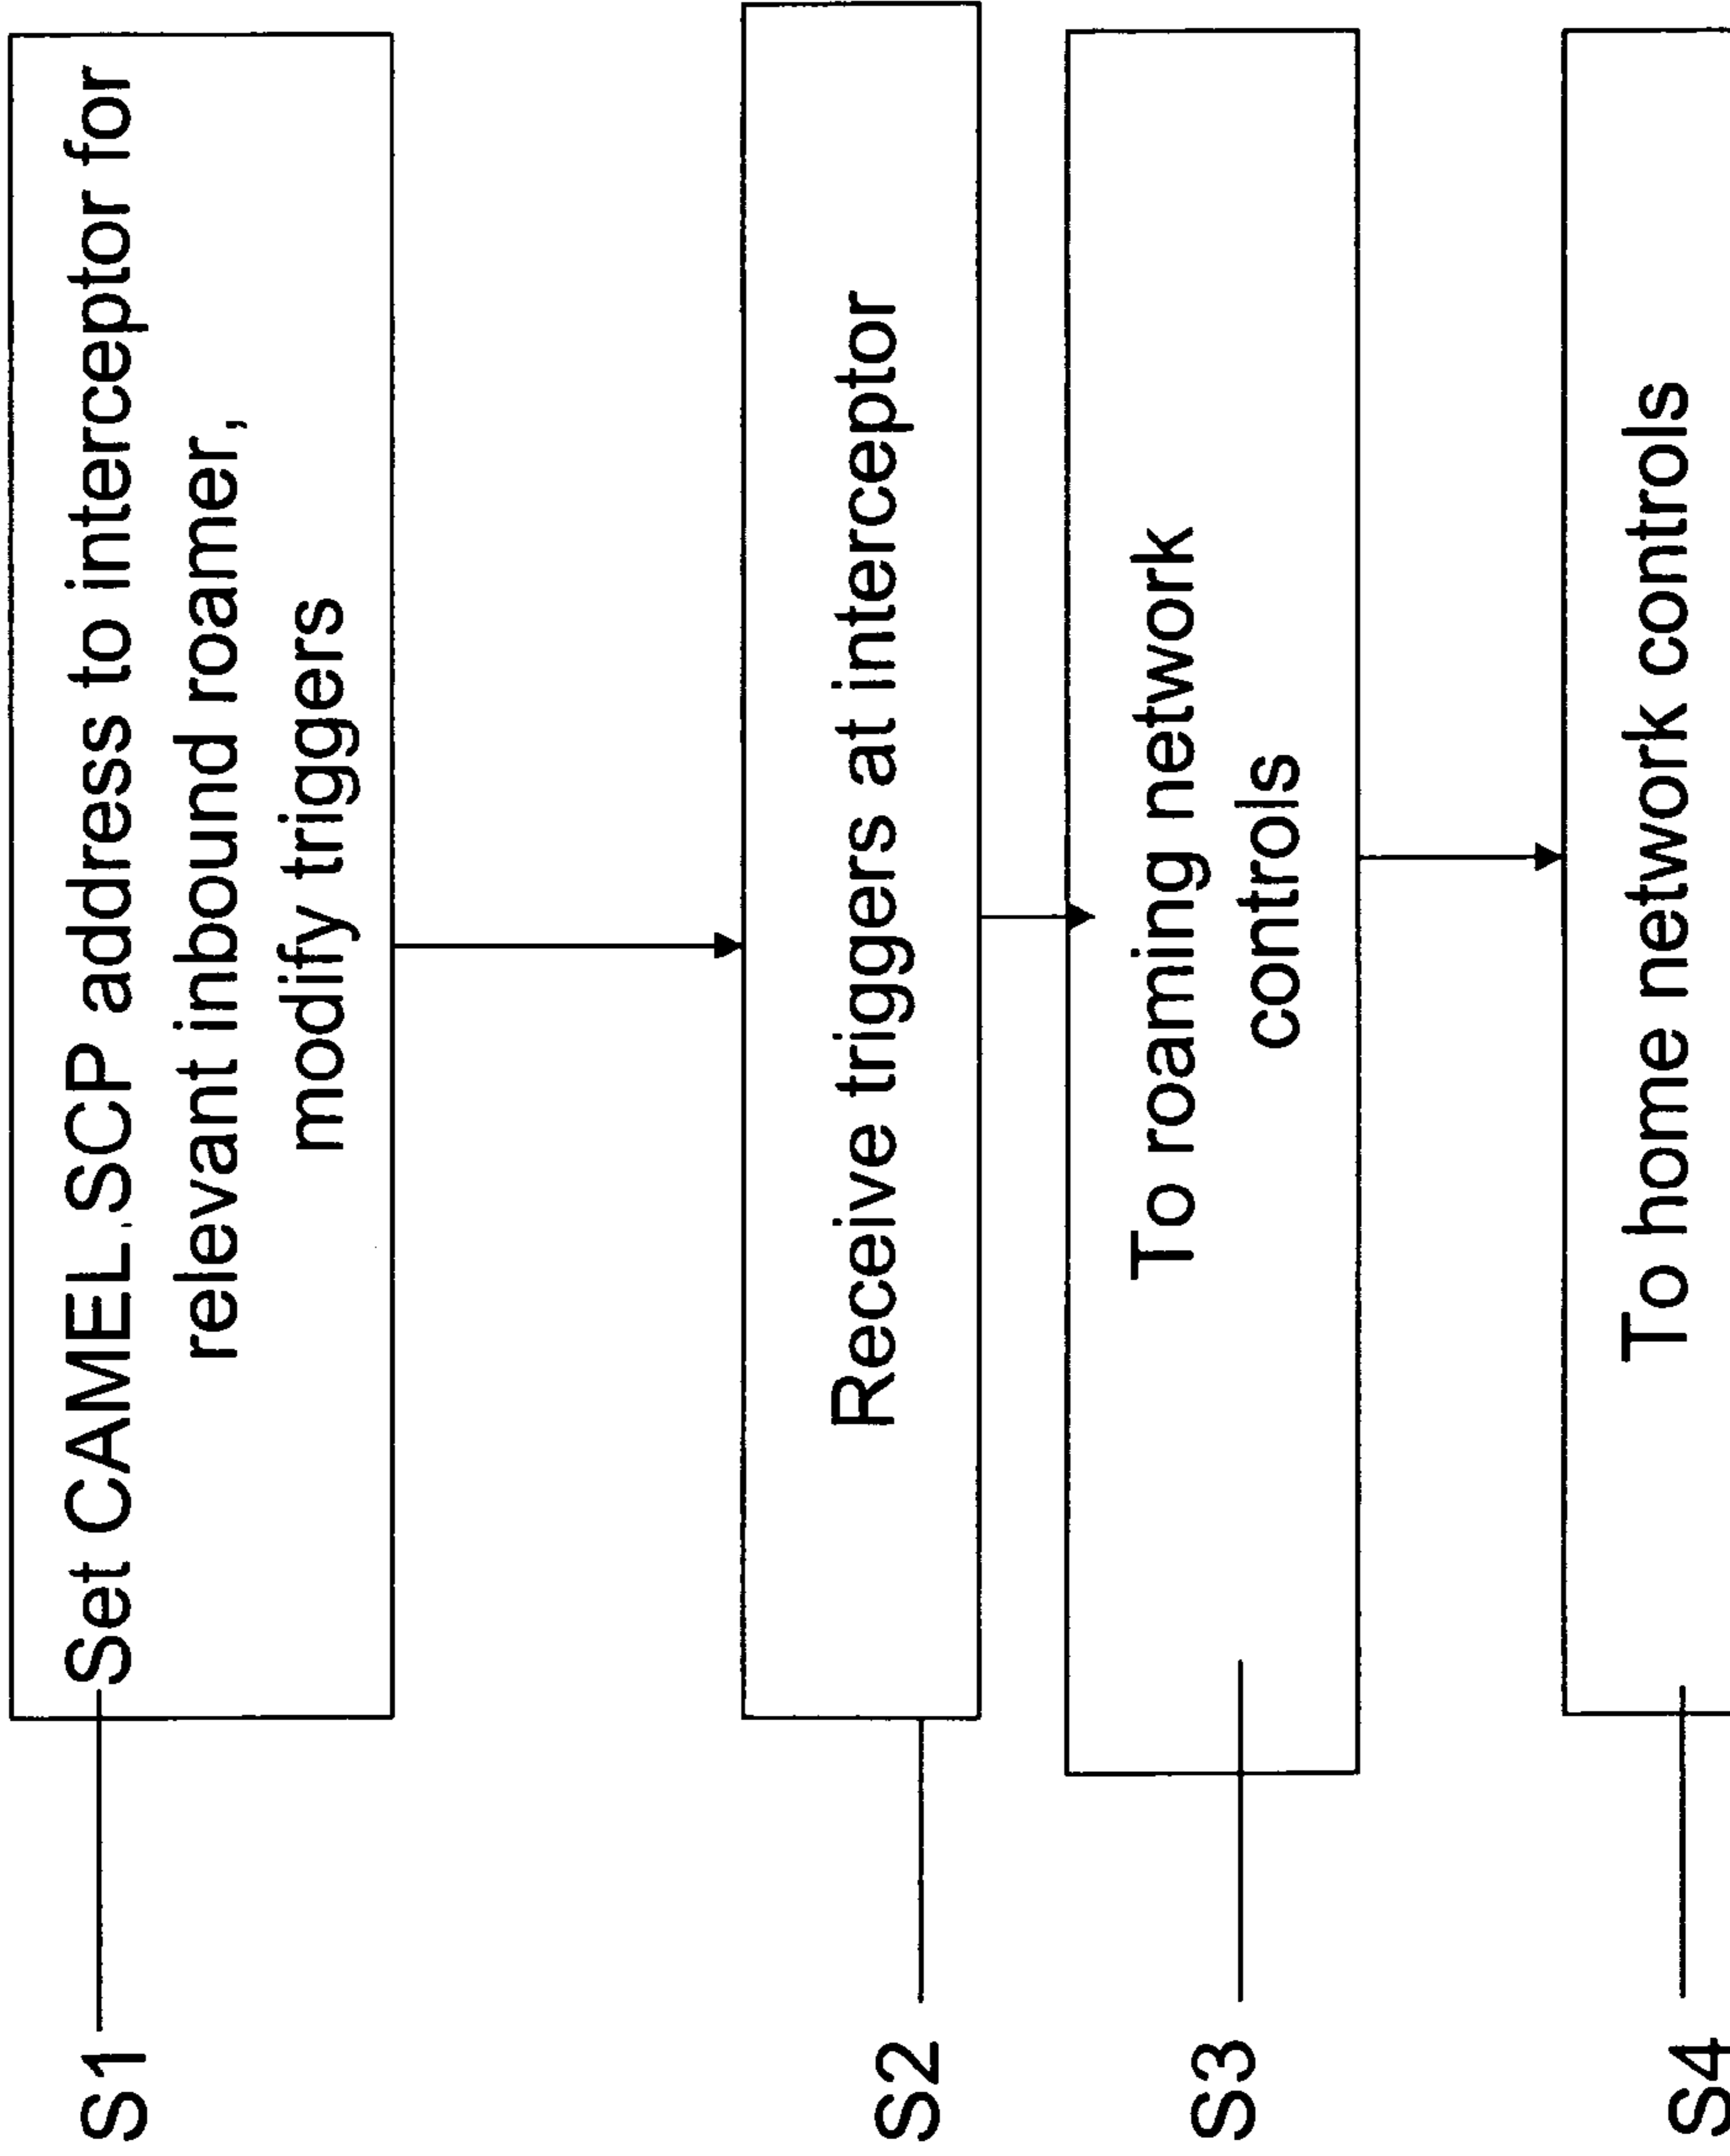 S1
Set CAMEL.SCP address to interceptor for
relevant inbound roamer,
modify triggers
S2
Receive triggers at interceptor
S3
To roaming network
controls
S4
To home network controls